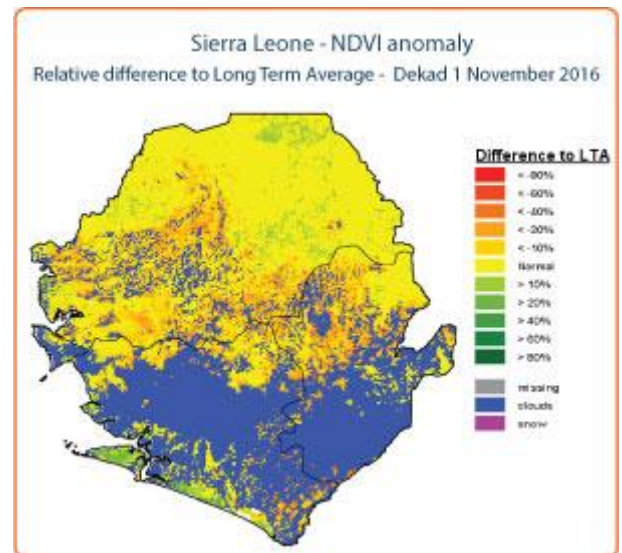 Sierra Leone - NDVI anomaly
Relative difference to Long Term Average - Dekad 1 November 2016
Difference to LTA
< -80%
< -60%
< -40%
< -20%
< -10%
Normal
> 10%
> 20%
> 40%
> 60%
> 80%
missing
clouds
snow